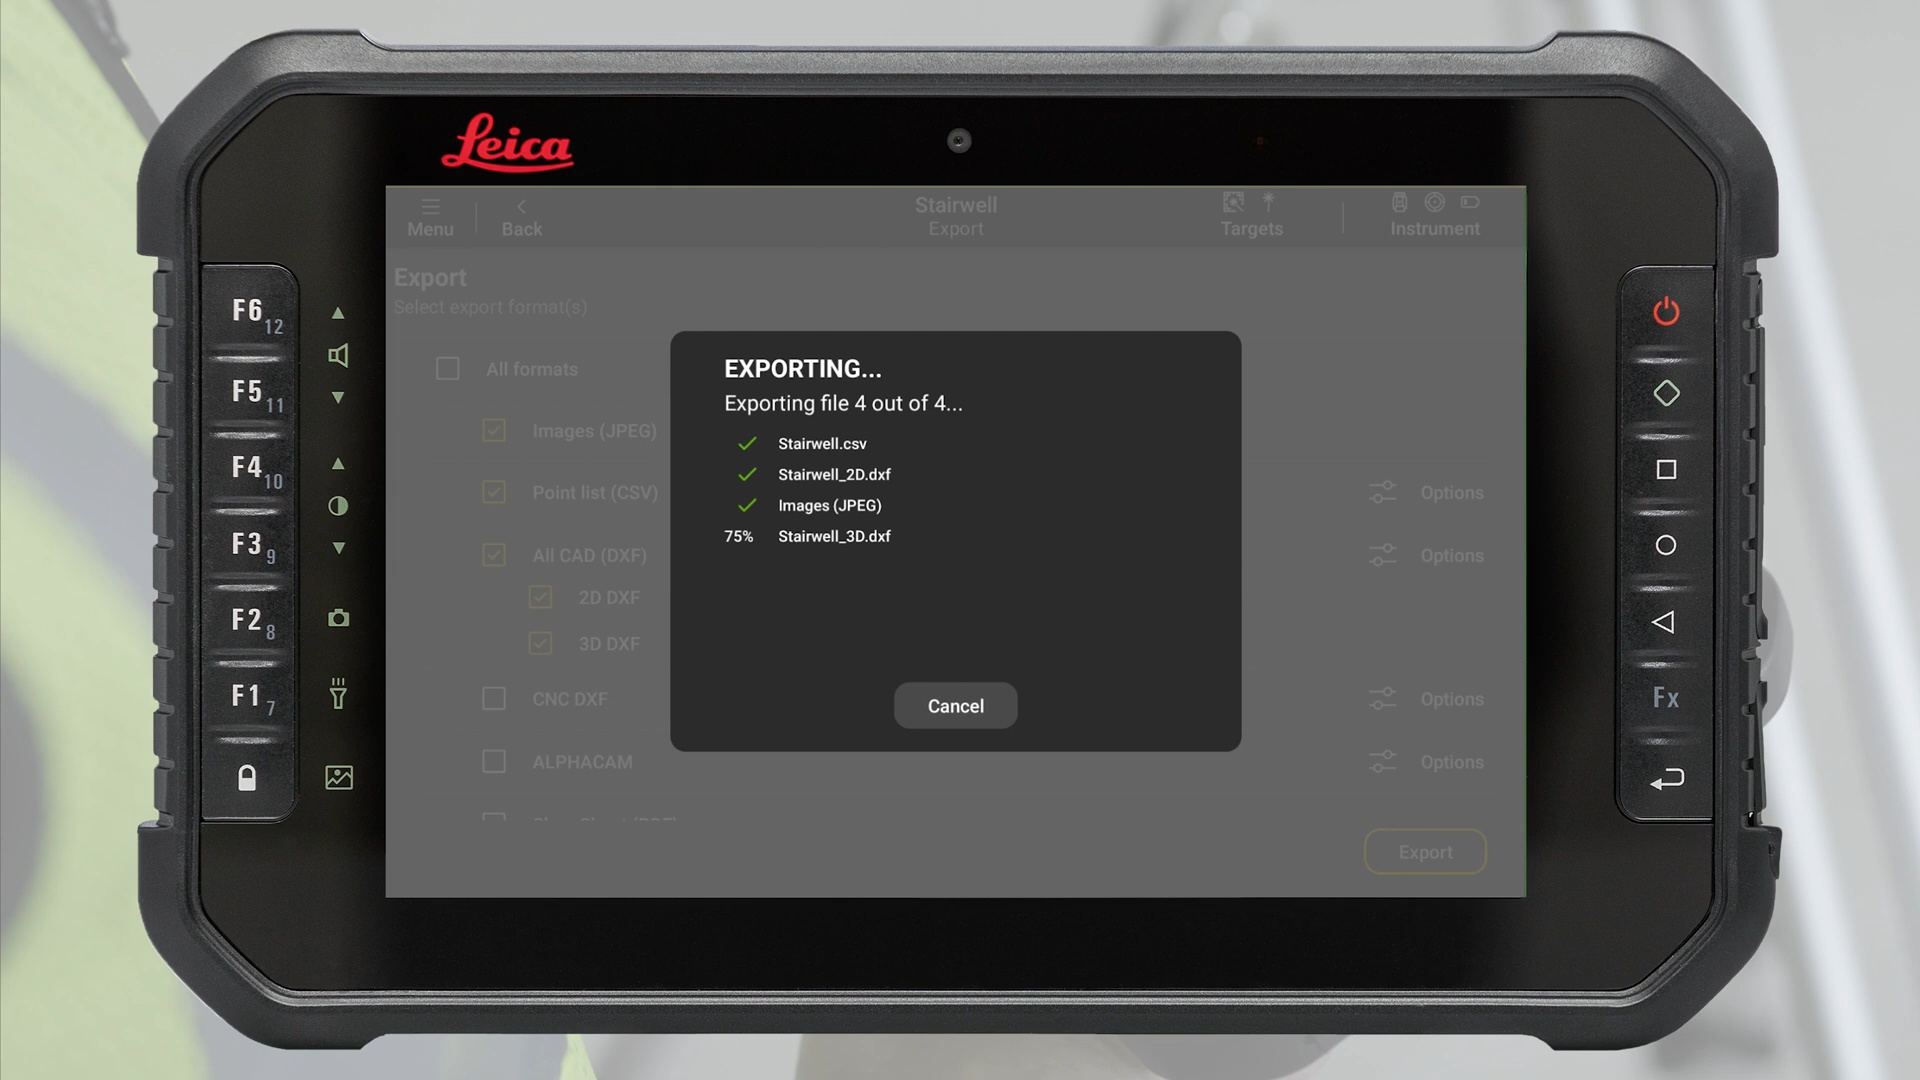 Leica
Menu
Back
Stairwell
Export
Targets
Instrument
Export
Select export format(s)
All formats
Images (JPEG)
Point list (CSV)
Options
All CAD (DXF)
Options
2D DXF
3D DXF
CNC DXF
Options
ALPHACAM
Options
Export
EXPORTING...
Exporting file 4 out of 4...
Stairwell.csv
Stairwell_2D.dxf
Images (JPEG)
75% Stairwell_3D.dxf
Cancel
F6 12
F5 11
F4 10
F3 9
F2 8
F1 7
Fx